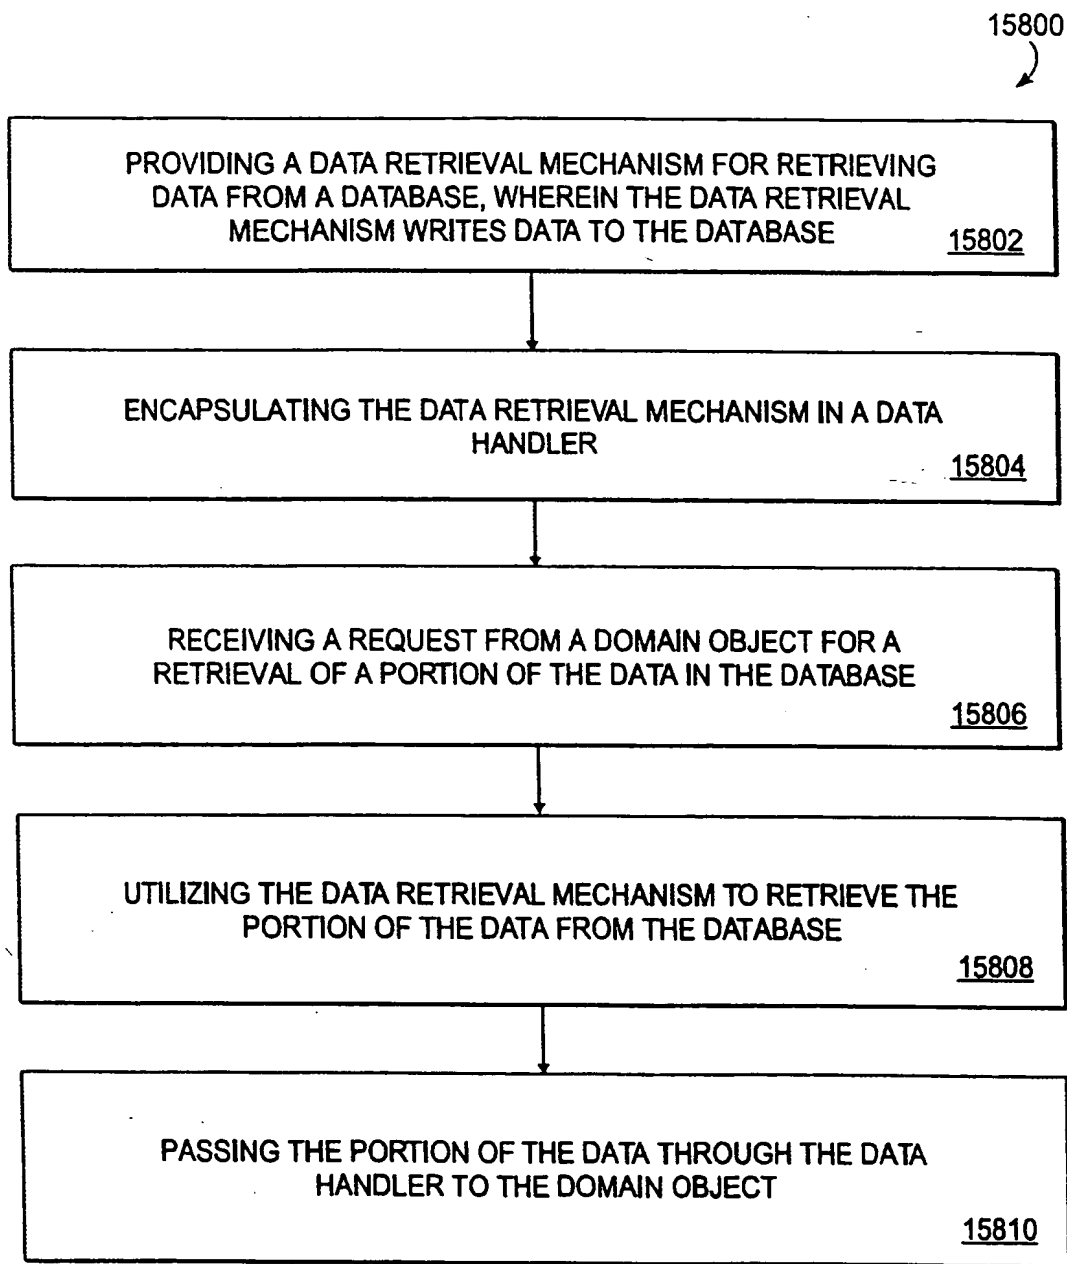 15800
PROVIDING A DATA RETRIEVAL MECHANISM FOR RETRIEVING
DATA FROM A DATABASE, WHEREIN THE DATA RETRIEVAL
MECHANISM WRITES DATA TO THE DATABASE
15802
ENCAPSULATING THE DATA RETRIEVAL MECHANISM IN A DATA
HANDLER
15804
RECEIVING A REQUEST FROM A DOMAIN OBJECT FOR A
RETRIEVAL OF A PORTION OF THE DATA IN THE DATABASE
15806
UTILIZING THE DATA RETRIEVAL MECHANISM TO RETRIEVE THE
PORTION OF THE DATA FROM THE DATABASE
15808
PASSING THE PORTION OF THE DATA THROUGH THE DATA
HANDLER TO THE DOMAIN OBJECT
15810